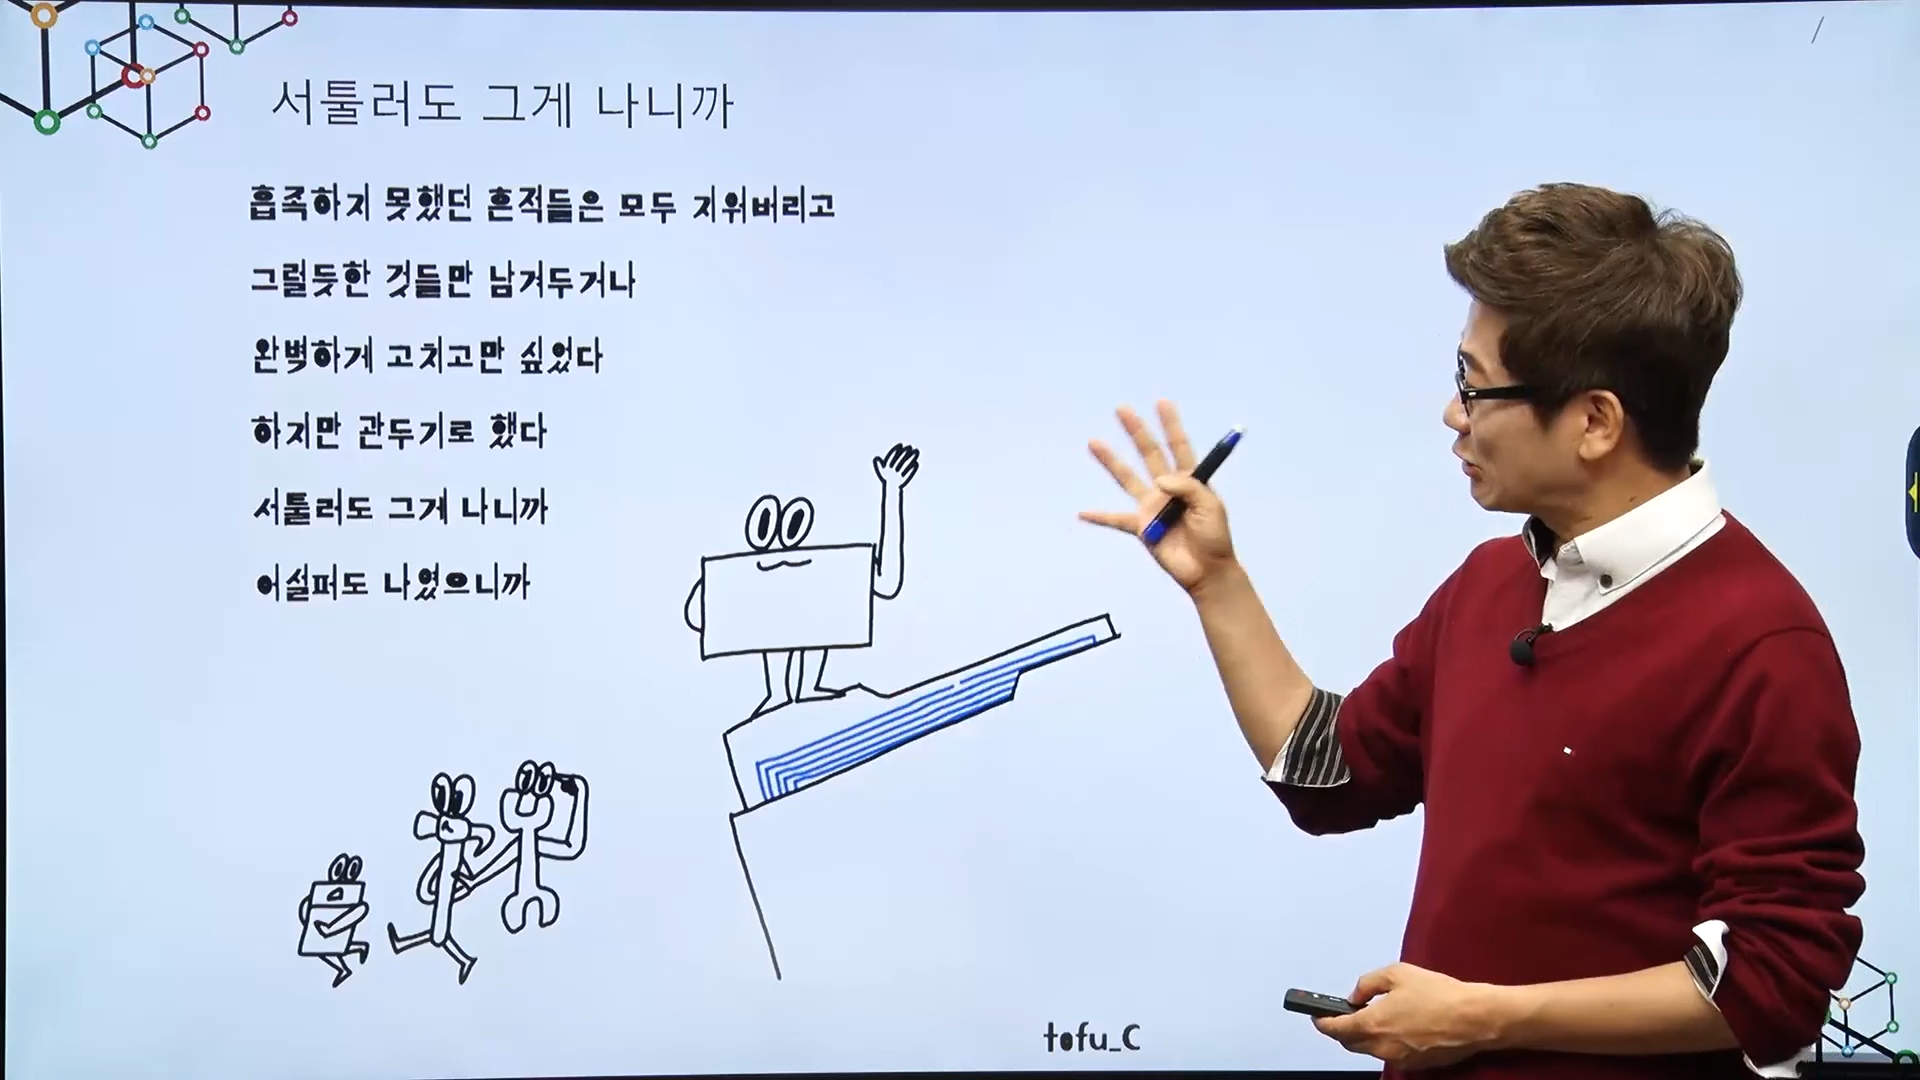 서툴러도 그게 나니까
흡족하지 못했던 흔적들은 모두 지워버리고
그럴듯한 것들만 남겨두거나
완벽하게 고치고만 싶었다
하지만 관두기로 했다
서툴러도 그게 나니까
어설퍼도 나였으니까
tofu_C